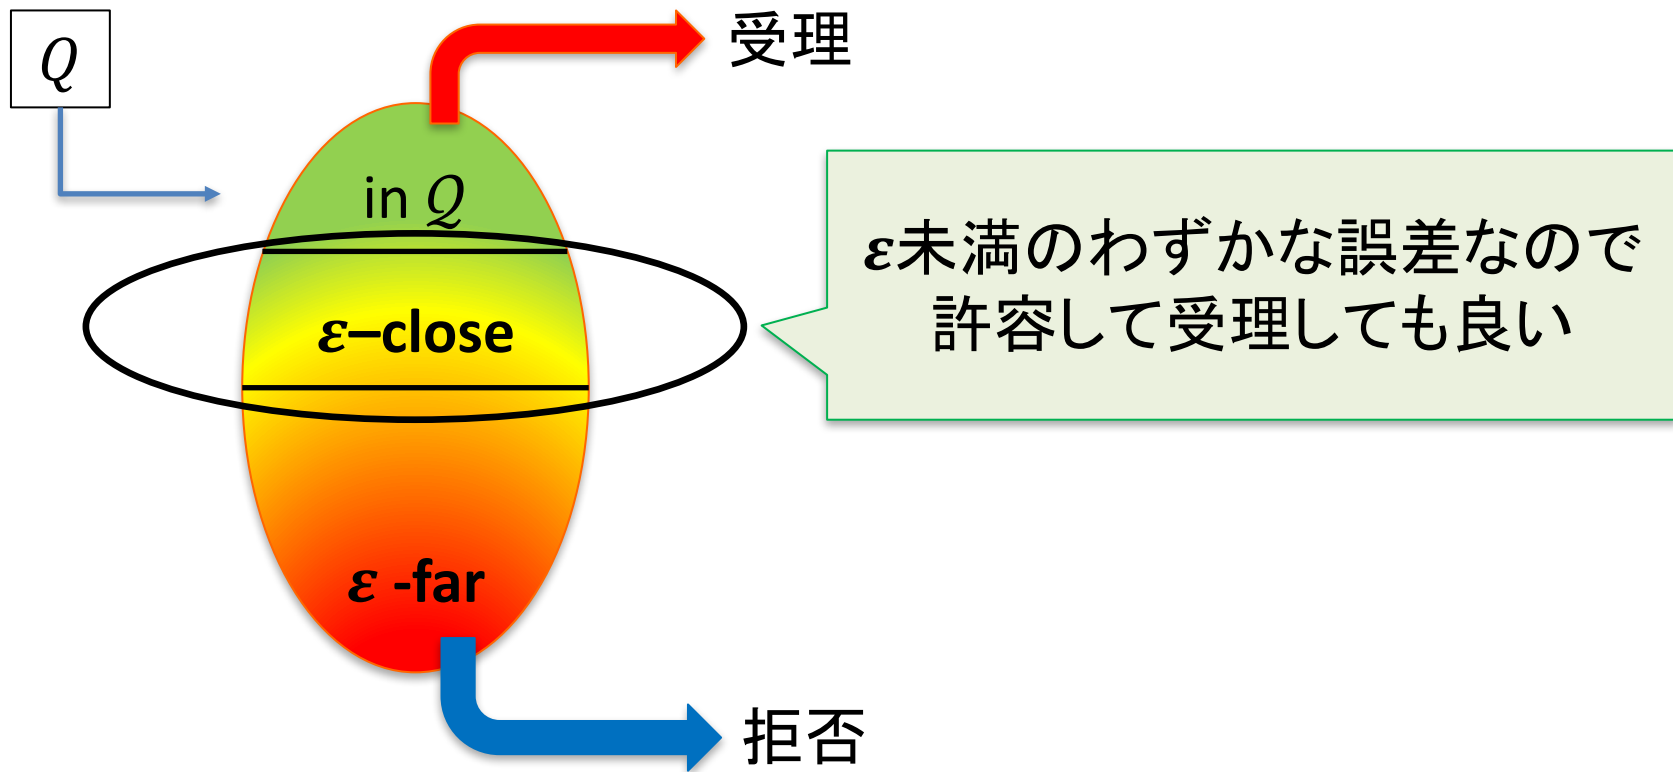 Q
受理
in Q
ε未満のわずかな誤差なので
許容して受理しても良い
ε–close
ε -far
拒否